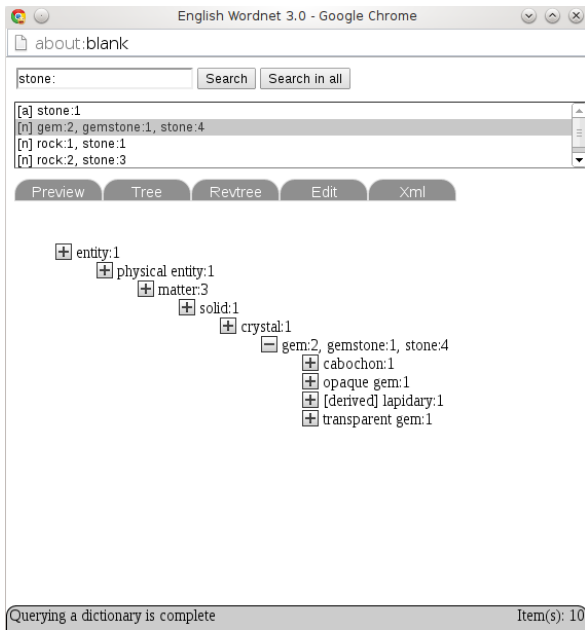 English Wordnet 3.0 - Google Chrome
about:blank
stone: Search Search in all
[a] stone:1
[n] gem:2, gemstone:1, stone:4
[n] rock:1, stone:1
[n] rock:2, stone:3
Preview Tree Revtree Edit Xml
entity:1
physical entity:1
matter:3
solid:1
crystal:1
gem:2, gemstone:1, stone:4
cabochon:1
opaque gem:1
[derived] lapidary:1
transparent gem:1
Querying a dictionary is complete Item(s): 10